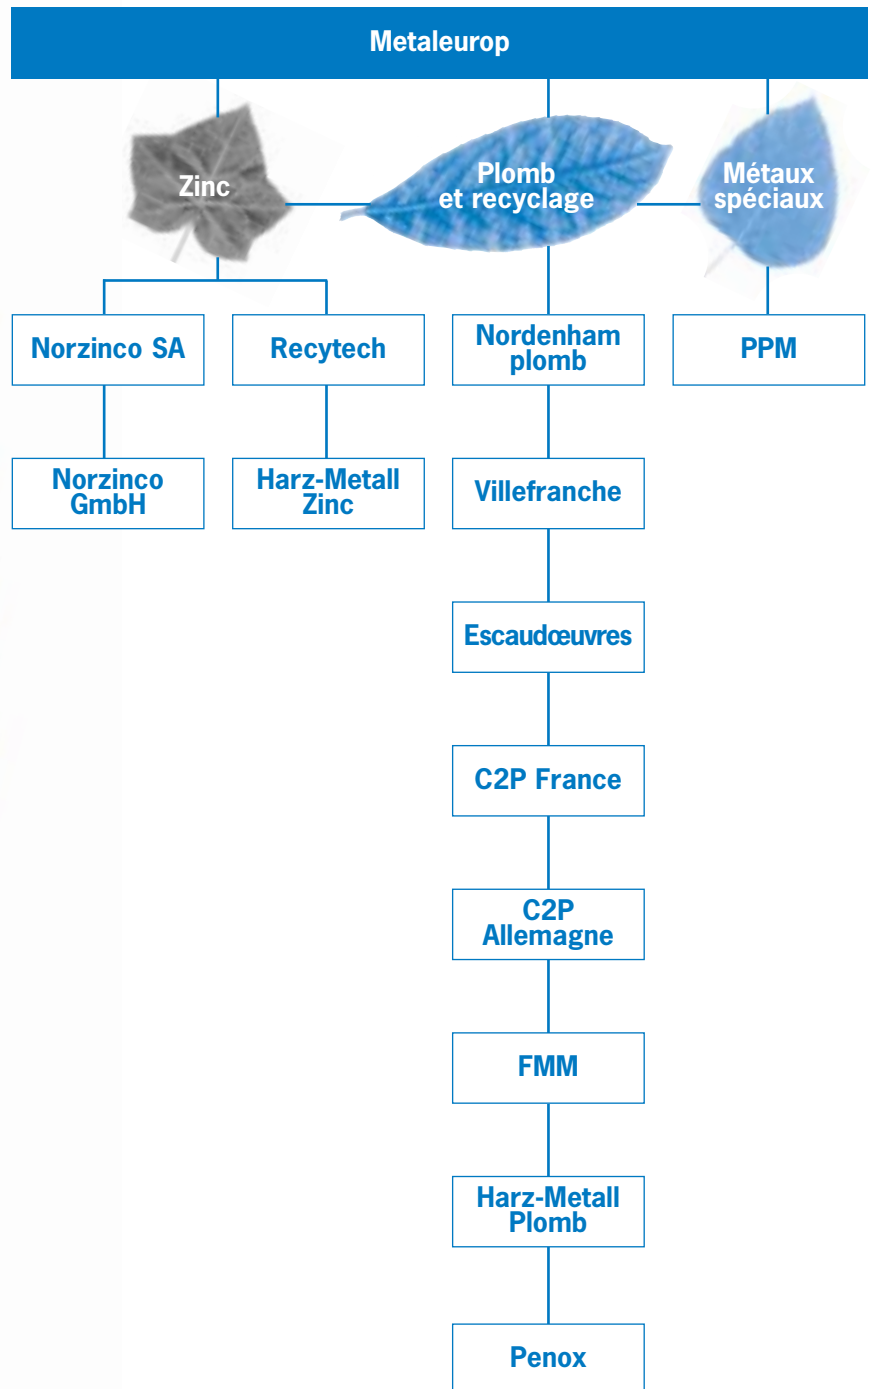 Metaleurop
Zinc
Plomb
et recyclage
Métaux
spéciaux
Norzinco SA
Recytech
Nordenham
plomb
PPM
Norzinco
GmbH
Harz-Metall
Zinc
Villefranche
Escaudœuvres
C2P France
C2P
Allemagne
FMM
Harz-Metall
Plomb
Penox